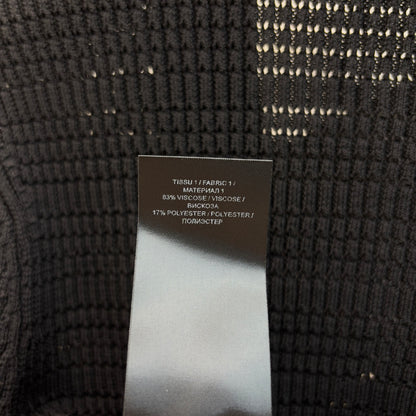 TISSU 1 / FABRIC 1 /
МАТЕРИАЛ 1
83% VISCOSE / VISCOSE /
ВИСКОЗА
17% POLYESTER / POLYESTER /
ПОЛИЭСТЕР